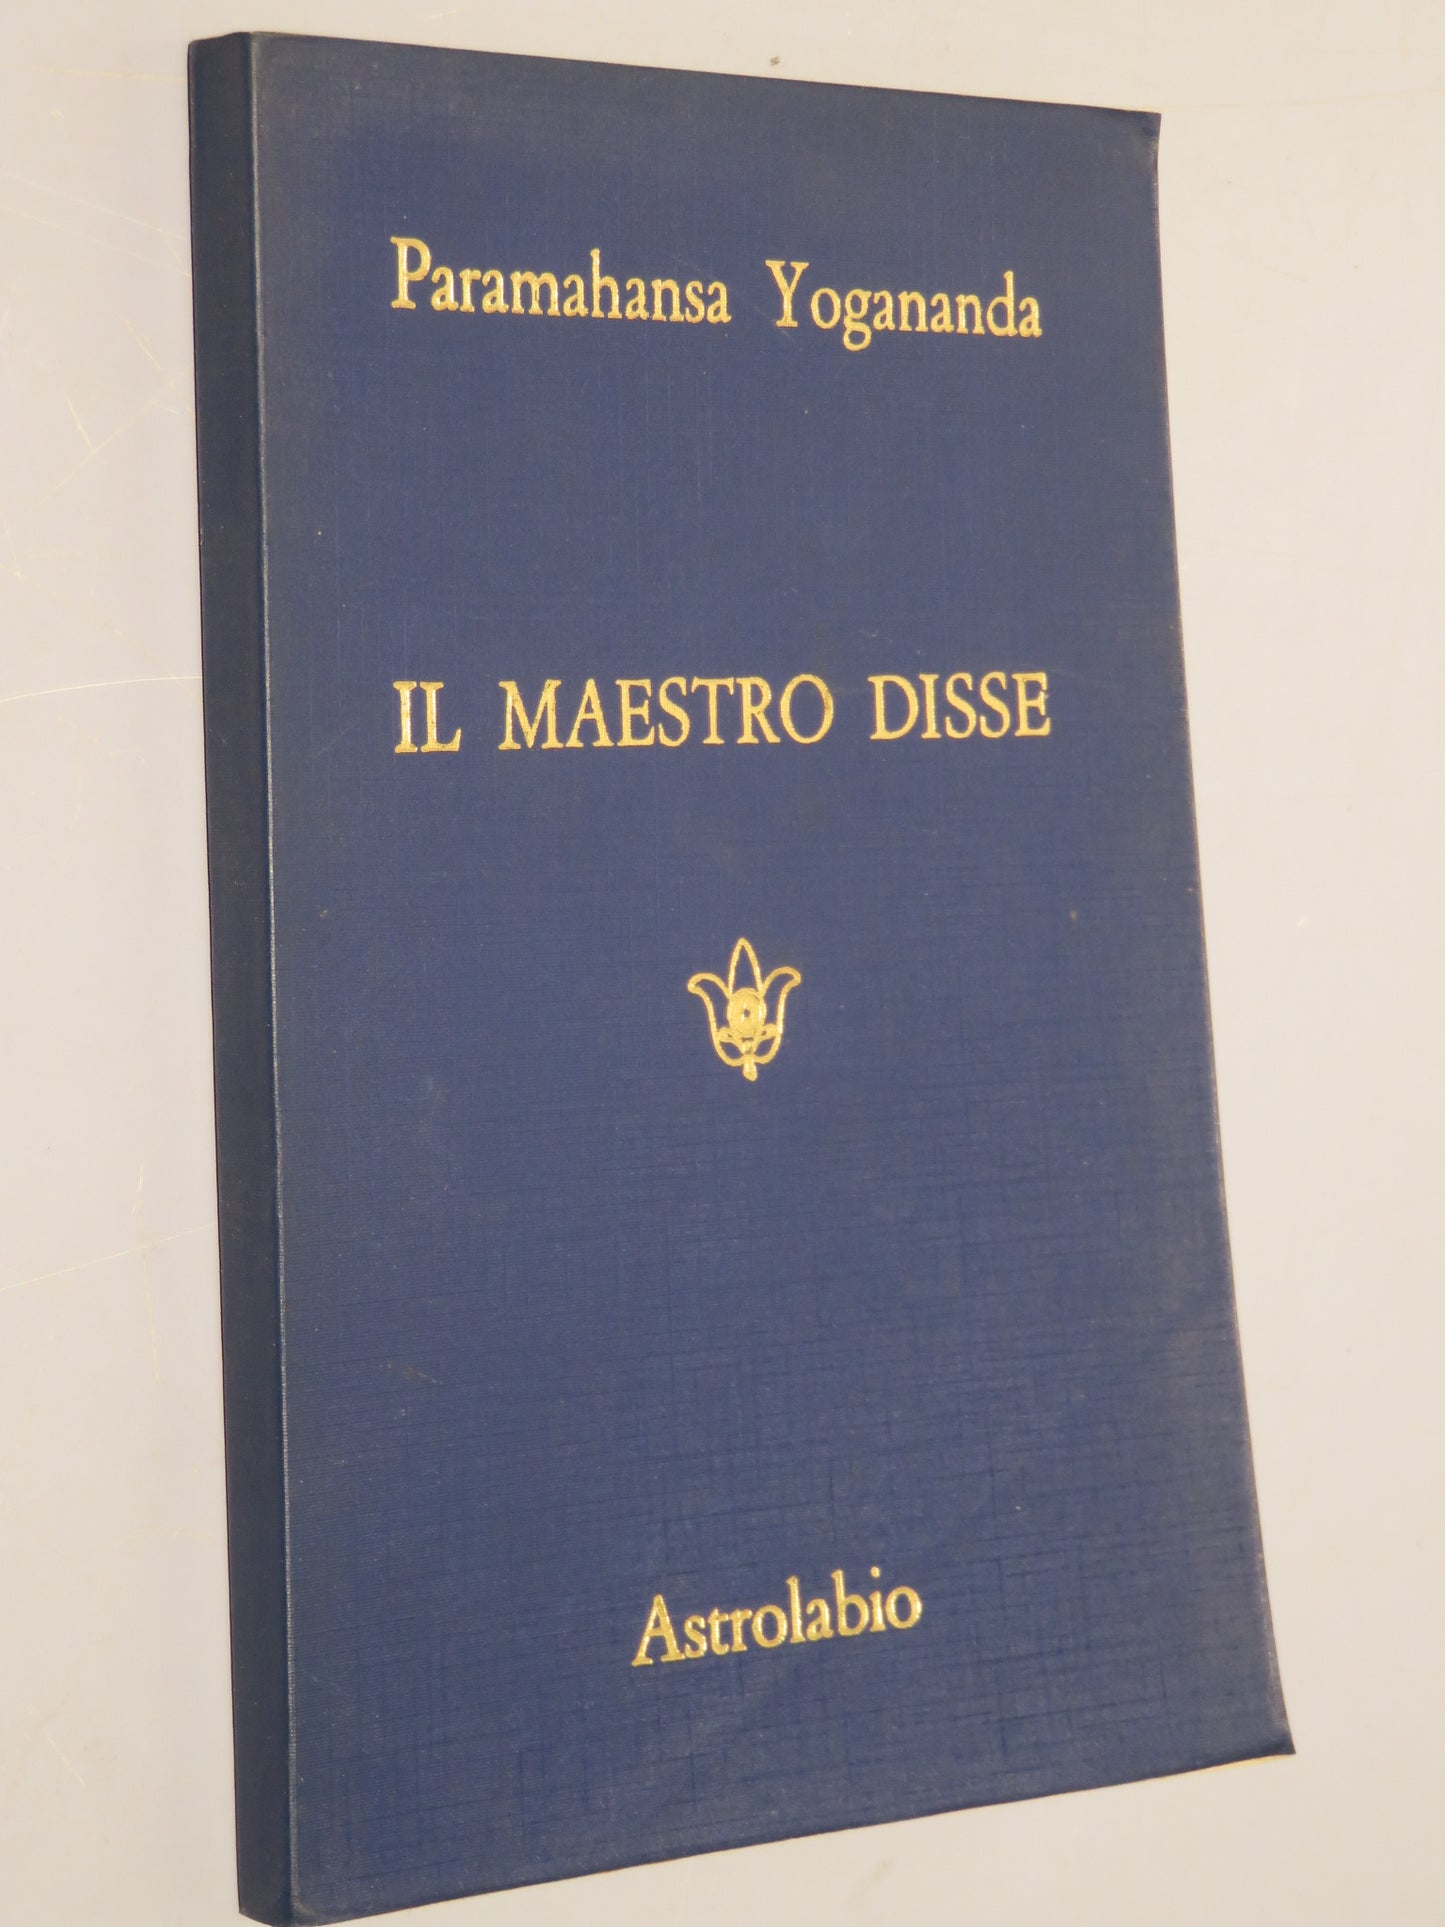 Paramahansa Yogananda
IL MAESTRO DISSE
Astrolabio